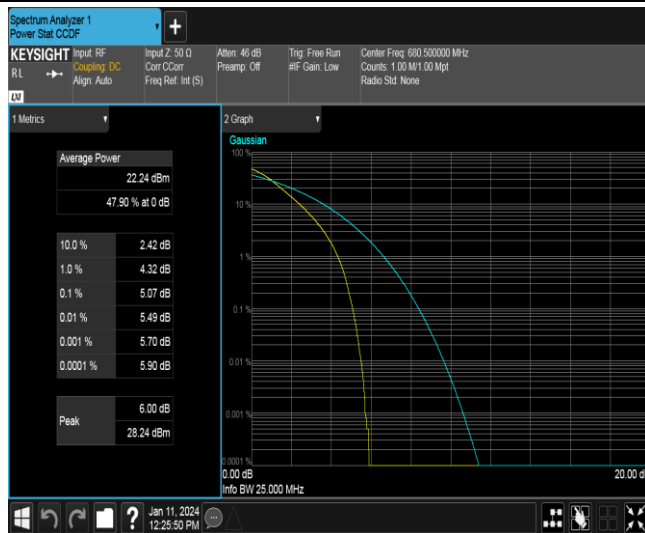 Spectrum Analyzer 1
Power Stat CCDF
+
KEYSIGHT
RL
Input: RF
Coupling: DC
Align: Auto
Input Z: 50 Ω
Corr CCorr
Freq Ref: Int (S)
Atten: 46 dB
Preamp: Off
Trig: Free Run
#IF Gain: Low
Center Freq: 680.500000 MHz
Counts: 1.00 M/1.00 Mpt
Radio Std: None
1 Metrics
Average Power
22.24 dBm
47.90 % at 0 dB
10.0 % 2.42 dB
1.0 % 4.32 dB
0.1 % 5.07 dB
0.01 % 5.49 dB
0.001 % 5.70 dB
0.0001 % 5.90 dB
Peak
6.00 dB
28.24 dBm
2 Graph
Gaussian
100 %
10 %
1 %
0.1 %
0.01 %
0.001 %
0.0001 %
0.00 dB
20.00 d
Info BW 25.000 MHz
?
Jan 11, 2024
12:25:50 PM